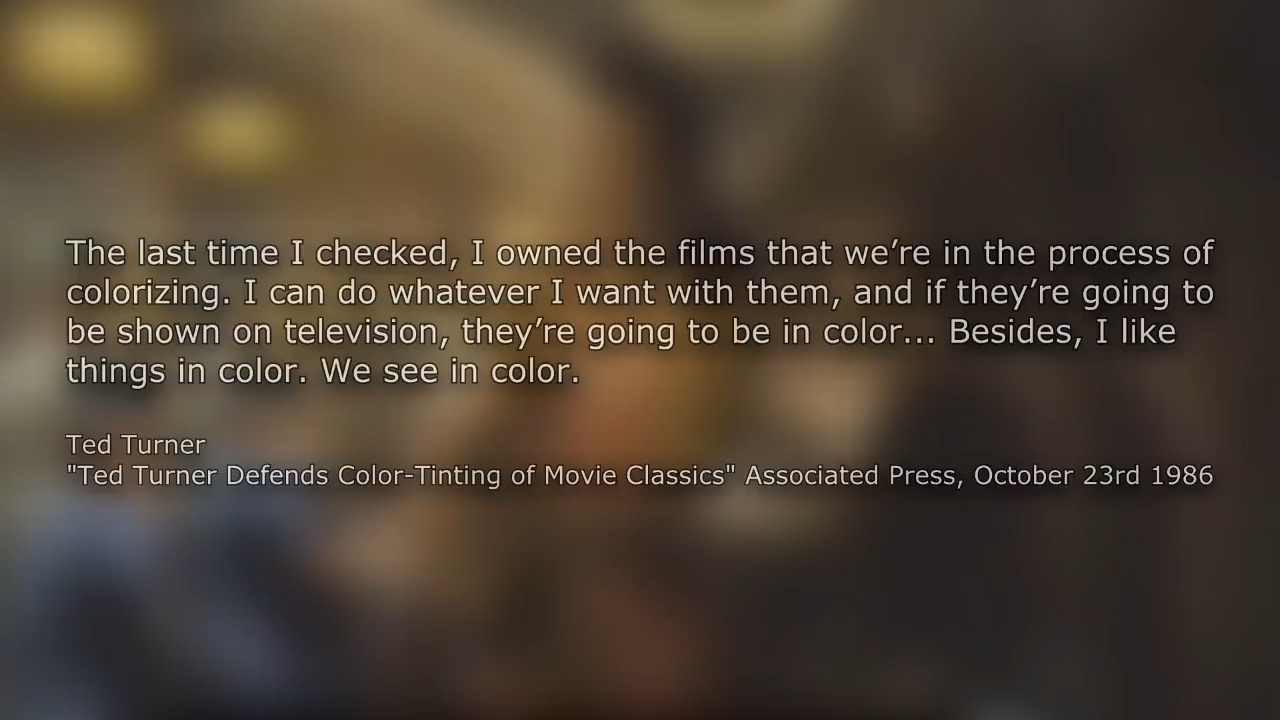 The last time I checked, I owned the films that we’re in the process of
colorizing. I can do whatever I want with them, and if they’re going to
be shown on television, they’re going to be in color... Besides, I like
things in color. We see in color.
Ted Turner
"Ted Turner Defends Color-Tinting of Movie Classics" Associated Press, October 23rd 1986